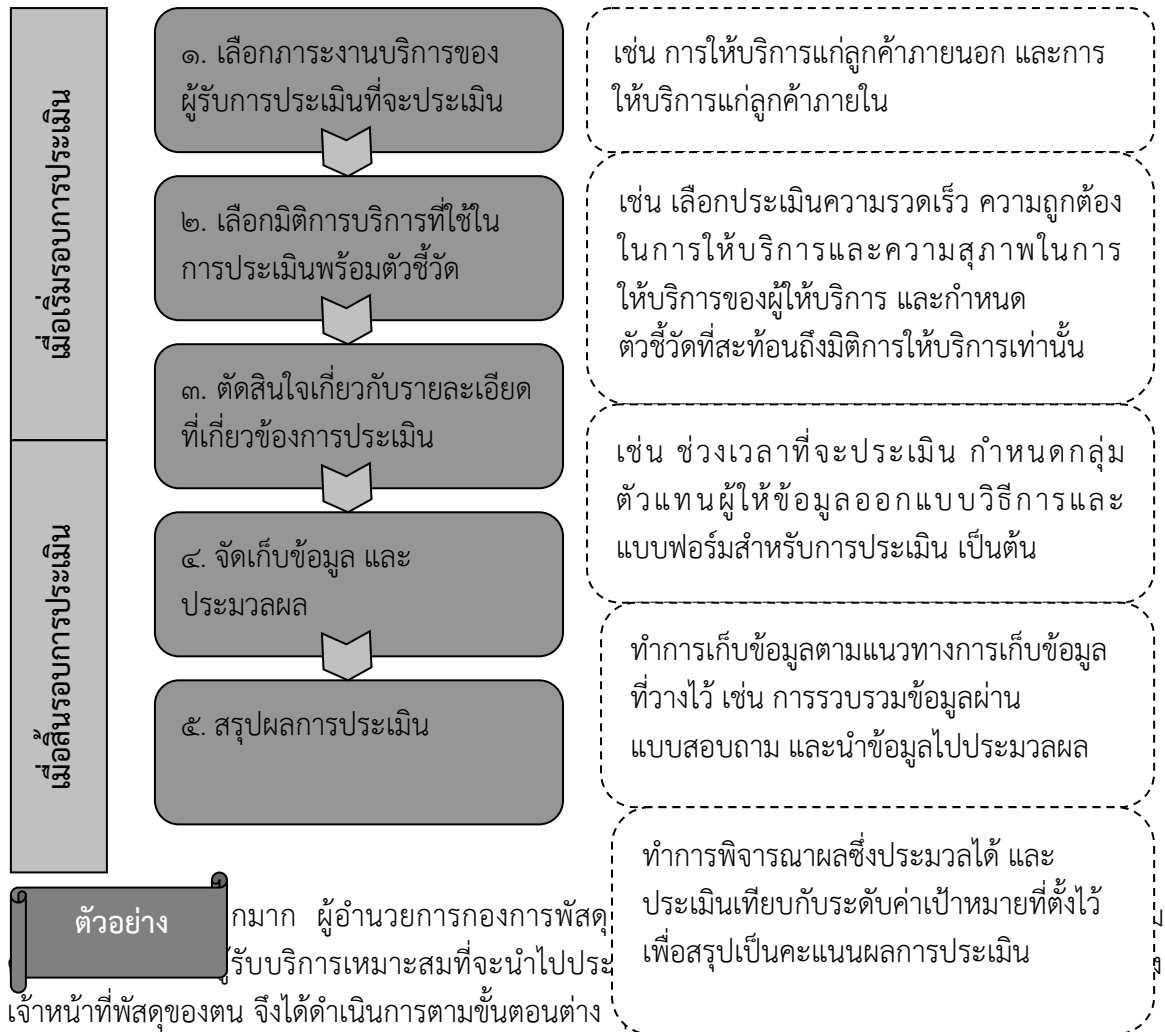 เมื่อเริ่มรอบการประเมิน
๑. เลือกภาระงานบริการของ
ผู้รับการประเมินที่จะประเมิน
เช่น การให้บริการแก่ลูกค้าภายนอก และการ
ให้บริการแก่ลูกค้าภายใน
๒. เลือกมิติการบริการที่ใช้ใน
การประเมินพร้อมตัวชี้วัด
เช่น เลือกประเมินความรวดเร็ว ความถูกต้อง
ในการให้บริการและความสุภาพในการ
ให้บริการของผู้ให้บริการ และกำหนด
ตัวชี้วัดที่สะท้อนถึงมิติการให้บริการเท่านั้น
๓. ตัดสินใจเกี่ยวกับรายละเอียด
ที่เกี่ยวข้องการประเมิน
เช่น ช่วงเวลาที่จะประเมิน กำหนดกลุ่ม
ตัวแทนผู้ให้ข้อมูลออกแบบวิธีการและ
แบบฟอร์มสำหรับการประเมิน เป็นต้น
เมื่อสิ้นรอบการประเมิน
๔. จัดเก็บข้อมูล และ
ประมวลผล
ทำการเก็บข้อมูลตามแนวทางการเก็บข้อมูล
ที่วางไว้ เช่น การรวบรวมข้อมูลผ่าน
แบบสอบถาม และนำข้อมูลไปประมวลผล
๕. สรุปผลการประเมิน
ทำการพิจารณาผลซึ่งประมวลได้ และ
ประเมินเทียบกับระดับค่าเป้าหมายที่ตั้งไว้
เพื่อสรุปเป็นคะแนนผลการประเมิน
ตัวอย่าง
กมาก ผู้อำนวยการกองการพัสดุ
รับบริการเหมาะสมที่จะนำไปประ
เจ้าหน้าที่พัสดุของตน จึงได้ดำเนินการตามขั้นตอนต่าง